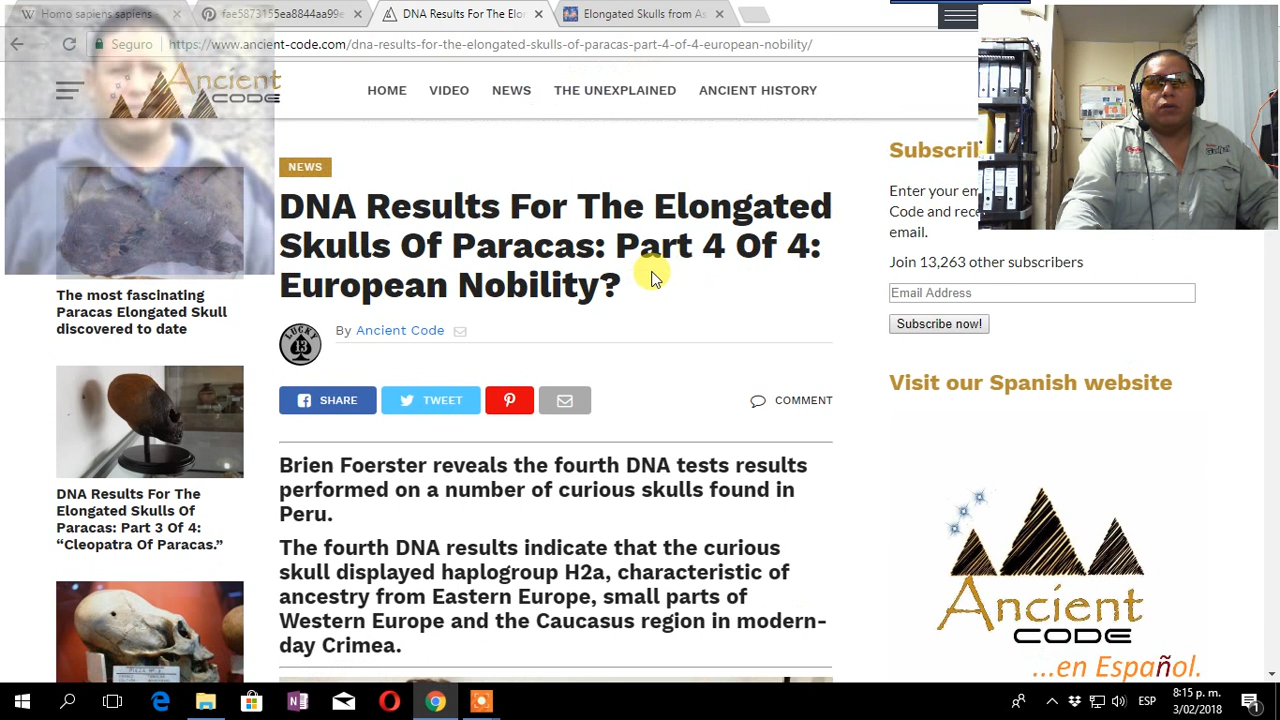 Homo sapiens sapiens
fae5873155ea8844aa99e
DNA Results For The Elo
Elongated Skulls from A
Seguro
https://www.ancient-code.com/dna-results-for-the-elongated-skulls-of-paracas-part-4-of-4-european-nobility/
Ancient
CODE
HOME
VIDEO
NEWS
THE UNEXPLAINED
ANCIENT HISTORY
NEWS
DNA Results For The Elongated
Skulls Of Paracas: Part 4 Of 4:
European Nobility?
LUCKY
13
By Ancient Code
SHARE
TWEET
COMMENT
Brien Foerster reveals the fourth DNA tests results
performed on a number of curious skulls found in
Peru.
The fourth DNA results indicate that the curious
skull displayed haplogroup H2a, characteristic of
ancestry from Eastern Europe, small parts of
Western Europe and the Caucasus region in modern-
day Crimea.
The most fascinating
Paracas Elongated Skull
discovered to date
DNA Results For The
Elongated Skulls Of
Paracas: Part 3 Of 4:
“Cleopatra Of Paracas.”
Subscri
Enter your em
Code and rece
email.
Join 13,263 other subscribers
Email Address
Subscribe now!
Visit our Spanish website
Ancient
CODE
...en Español.
ESP
8:15 p. m.
3/02/2018
1